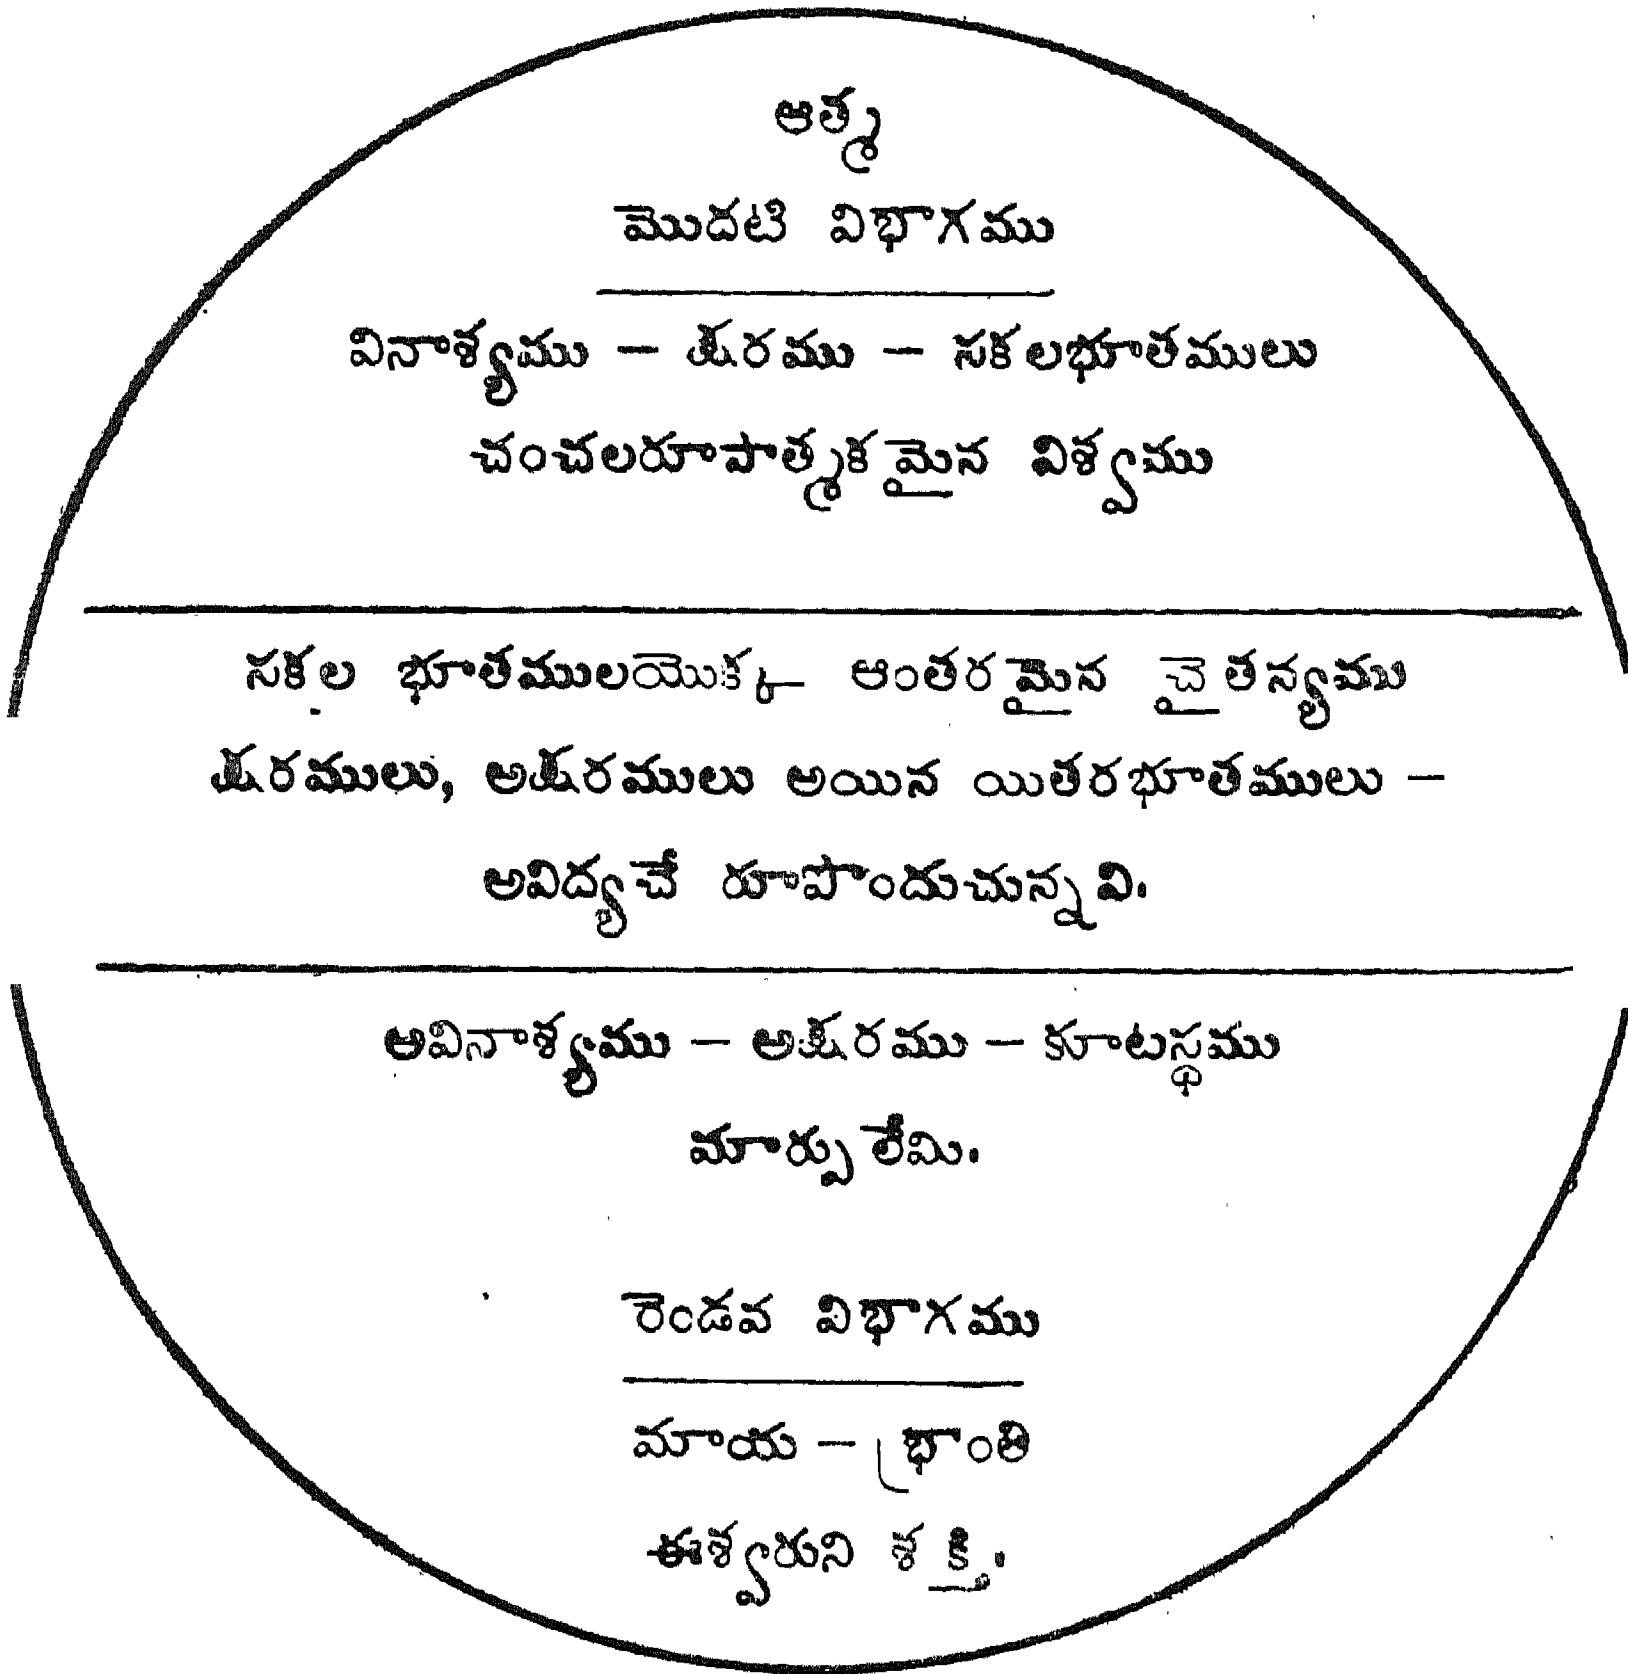 ఆత్మ
మొదటి విభాగము
వినాశ్యము – క్షరము – సకలభూతములు
చంచలరూపాత్మకమైన విశ్వము
సకల భూతములయొక్క ఆంతరమైన చైతన్యము
క్షరములు, అక్షరములు అయిన యితరభూతములు –
అవిద్యచే రూపొందుచున్నవి.
అవినాశ్యము – అక్షరము – కూటస్థము
మార్పు లేమి.
రెండవ విభాగము
మాయ – భ్రాంతి
ఈశ్వరుని శక్తి.